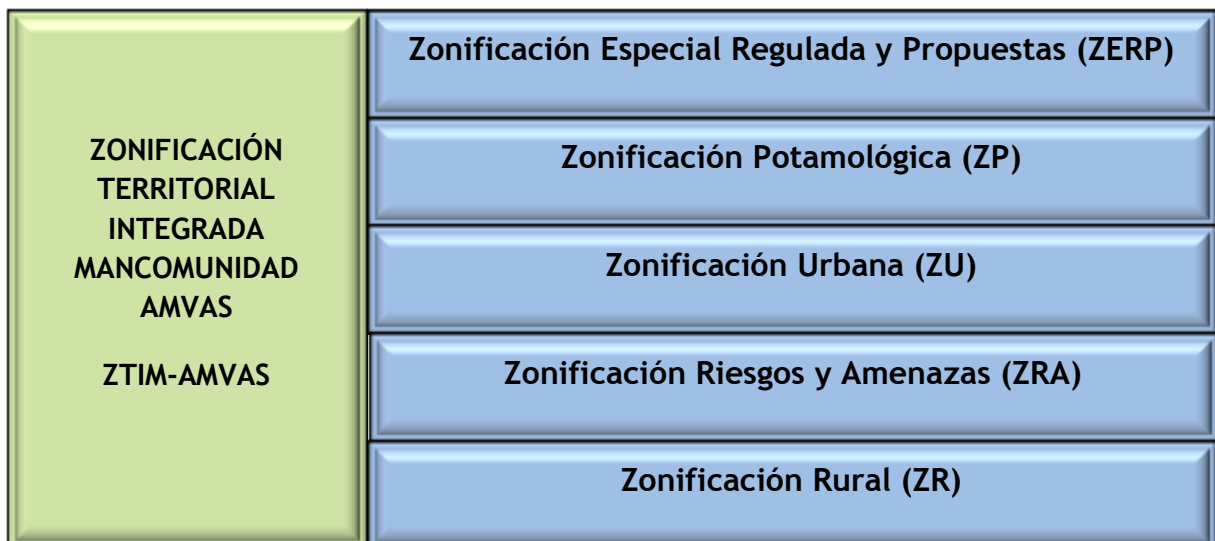 ZONIFICACIÓN
TERRITORIAL
INTEGRADA
MANCOMUNIDAD
AMVAS
ZTIM-AMVAS
Zonificación Especial Regulada y Propuestas (ZERP)
Zonificación Potamológica (ZP)
Zonificación Urbana (ZU)
Zonificación Riesgos y Amenazas (ZRA)
Zonificación Rural (ZR)